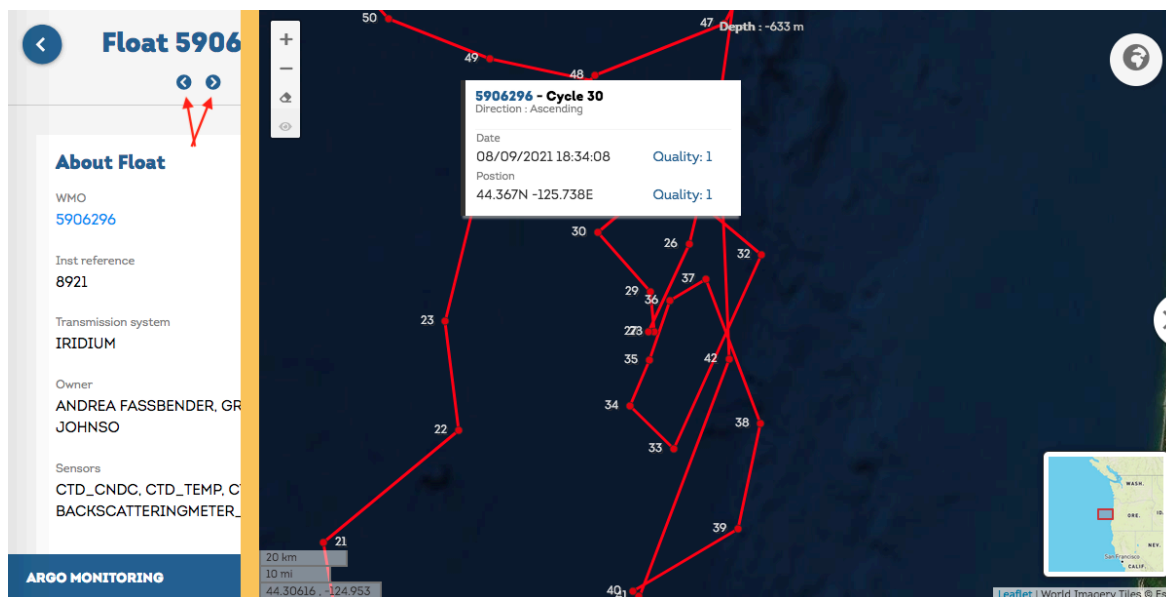 Float 5906
About Float
WMO
5906296
Inst reference
8921
Transmission system
IRIDIUM
Owner
ANDREA FASSBENDER, GR
JOHNSO
Sensors
CTD_CNDC, CTD_TEMP, C
BACKSCATTERINGMETER_
ARGO MONITORING
50
47
Depth : -633 m
49
48
5906296 - Cycle 30
Direction : Ascending
Date
08/09/2021 18:34:08 Quality: 1
Postion
44.367N -125.738E Quality: 1
30
26
32
37
29
36
23
35
42
34
22
38
33
39
21
40
20 km
10 mi
44.30616 , -124.953
WASH.
ORE.
NEV.
San Francisco
CALIF.
Leaflet | World Imagery Tiles © Es